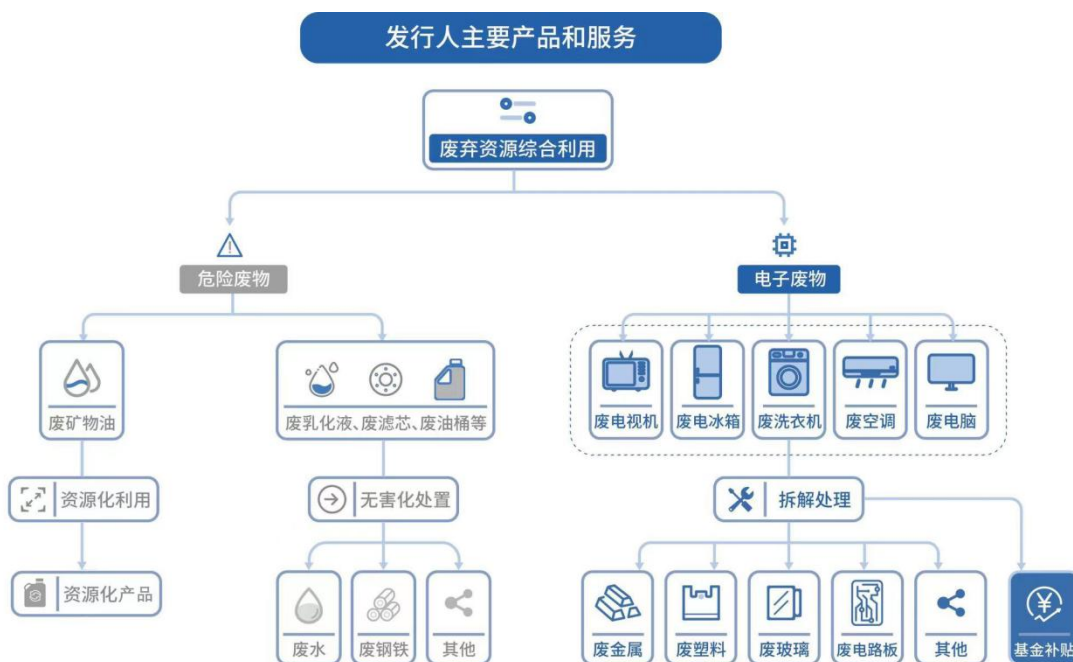 发行人主要产品和服务
废弃资源综合利用
危险废物
电子废物
废矿物油
废乳化液、废滤芯、废油桶等
废电视机
废电冰箱
废洗衣机
废空调
废电脑
资源化利用
无害化处置
拆解处理
资源化产品
废水
废钢铁
其他
废金属
废塑料
废玻璃
废电路板
其他
基金补贴